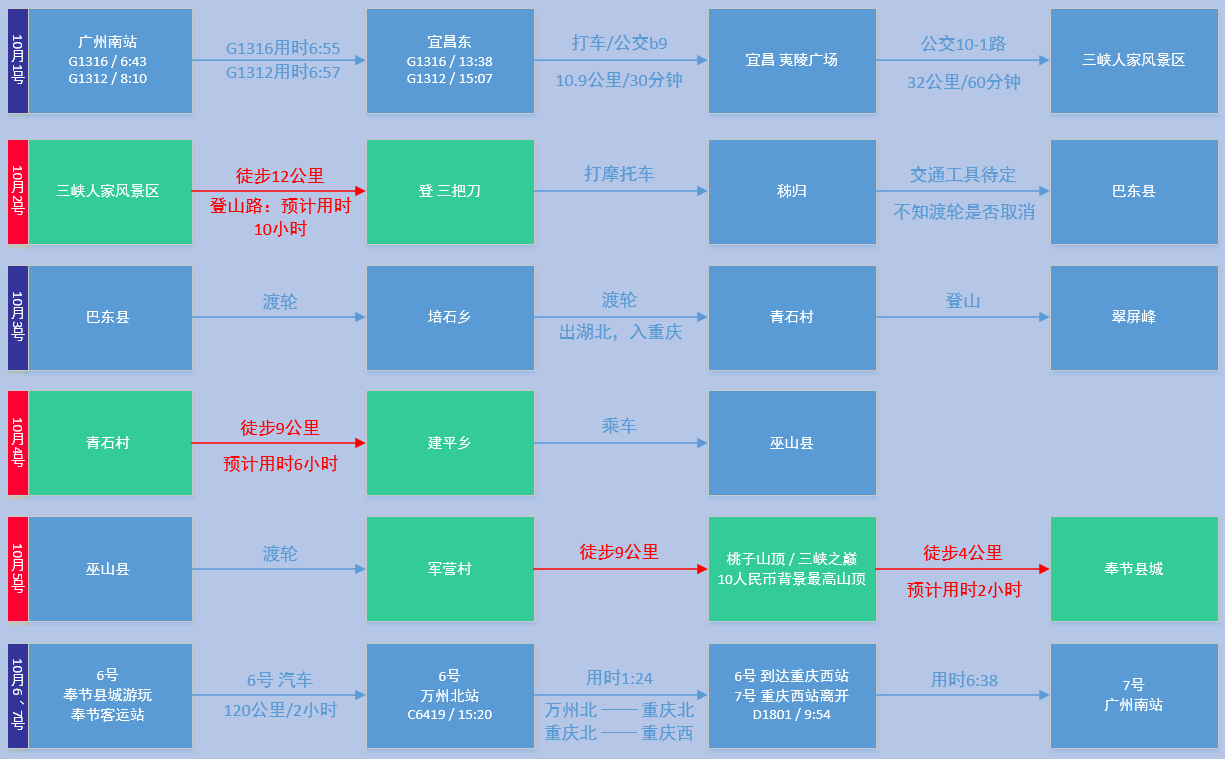 10月1号
广州南站
G1316 / 6:43
G1312 / 8:10
G1316用时6:55
G1312用时6:57
宜昌东
G1316 / 13:38
G1312 / 15:07
打车/公交b9
10.9公里/30分钟
宜昌 夷陵广场
公交10-1路
32公里/60分钟
三峡人家风景区
10月2号
三峡人家风景区
徒步12公里
登山路：预计用时
10小时
登 三把刀
打摩托车
秭归
交通工具待定
不知渡轮是否取消
巴东县
10月3号
巴东县
渡轮
培石乡
渡轮
出湖北，入重庆
青石村
登山
翠屏峰
10月4号
青石村
徒步9公里
预计用时6小时
建平乡
乘车
巫山县
10月5号
巫山县
渡轮
军营村
徒步9公里
桃子山顶 / 三峡之巅
10人民币背景最高山顶
徒步4公里
预计用时2小时
奉节县城
10月6、7号
6号
奉节县城游玩
奉节客运站
6号 汽车
120公里/2小时
6号
万州北站
C6419 / 15:20
用时1:24
万州北 —— 重庆北
重庆北 —— 重庆西
6号 到达重庆西站
7号 重庆西站离开
D1801 / 9:54
用时6:38
7号
广州南站